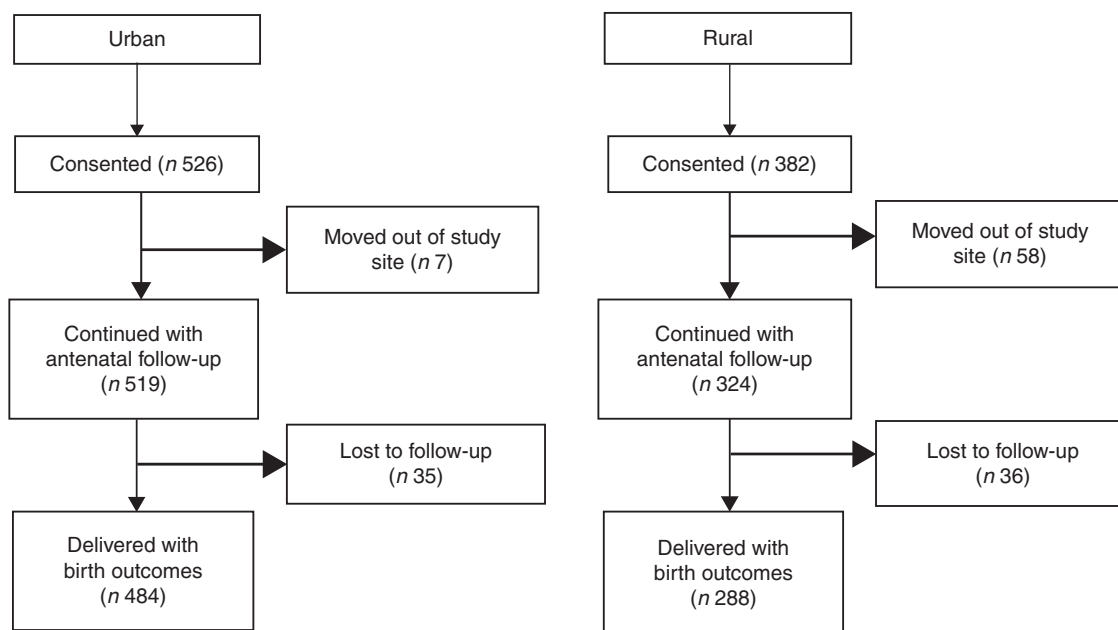 Urban
Consented (n 526)
Moved out of study
site (n 7)
Continued with
antenatal follow-up
(n 519)
Lost to follow-up
(n 35)
Delivered with
birth outcomes
(n 484)
Rural
Consented (n 382)
Moved out of study
site (n 58)
Continued with
antenatal follow-up
(n 324)
Lost to follow-up
(n 36)
Delivered with
birth outcomes
(n 288)